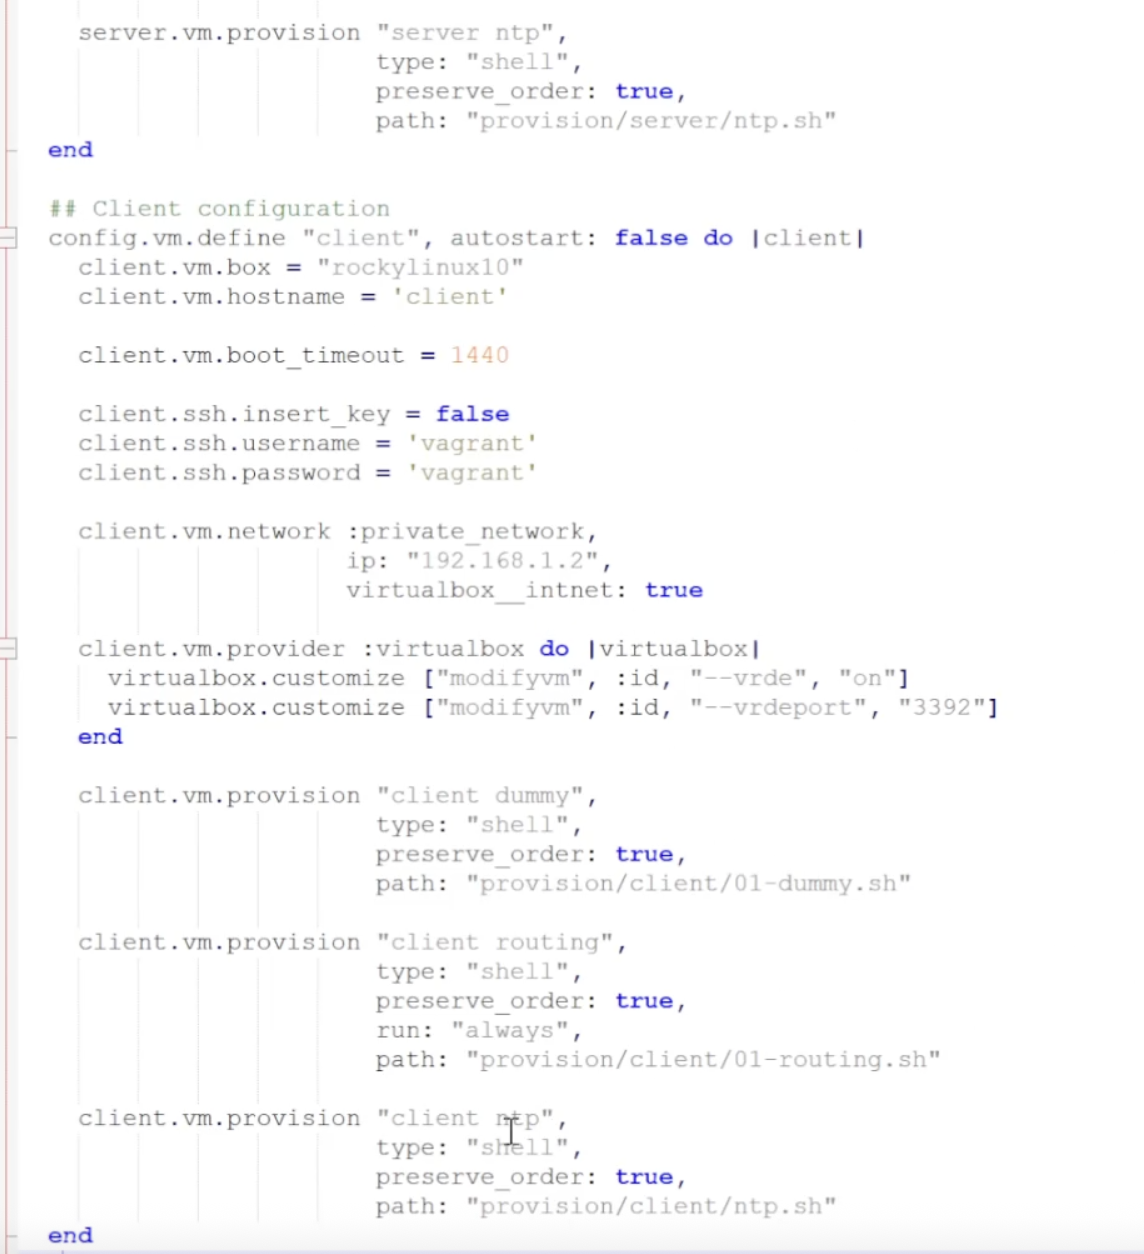 server.vm.provision "server ntp",
type: "shell",
preserve_order: true,
path: "provision/server/ntp.sh"
end
## Client configuration
config.vm.define "client", autostart: false do |client|
client.vm.box = "rockylinux10"
client.vm.hostname = 'client'
client.vm.boot_timeout = 1440
client.ssh.insert_key = false
client.ssh.username = 'vagrant'
client.ssh.password = 'vagrant'
client.vm.network :private_network,
ip: "192.168.1.2",
virtualbox__intnet: true
client.vm.provider :virtualbox do |virtualbox|
virtualbox.customize ["modifyvm", :id, "--vrde", "on"]
virtualbox.customize ["modifyvm", :id, "--vrdeport", "3392"]
end
client.vm.provision "client dummy",
type: "shell",
preserve_order: true,
path: "provision/client/01-dummy.sh"
client.vm.provision "client routing",
type: "shell",
preserve_order: true,
run: "always",
path: "provision/client/01-routing.sh"
client.vm.provision "client ntp",
type: "shell",
preserve_order: true,
path: "provision/client/ntp.sh"
end